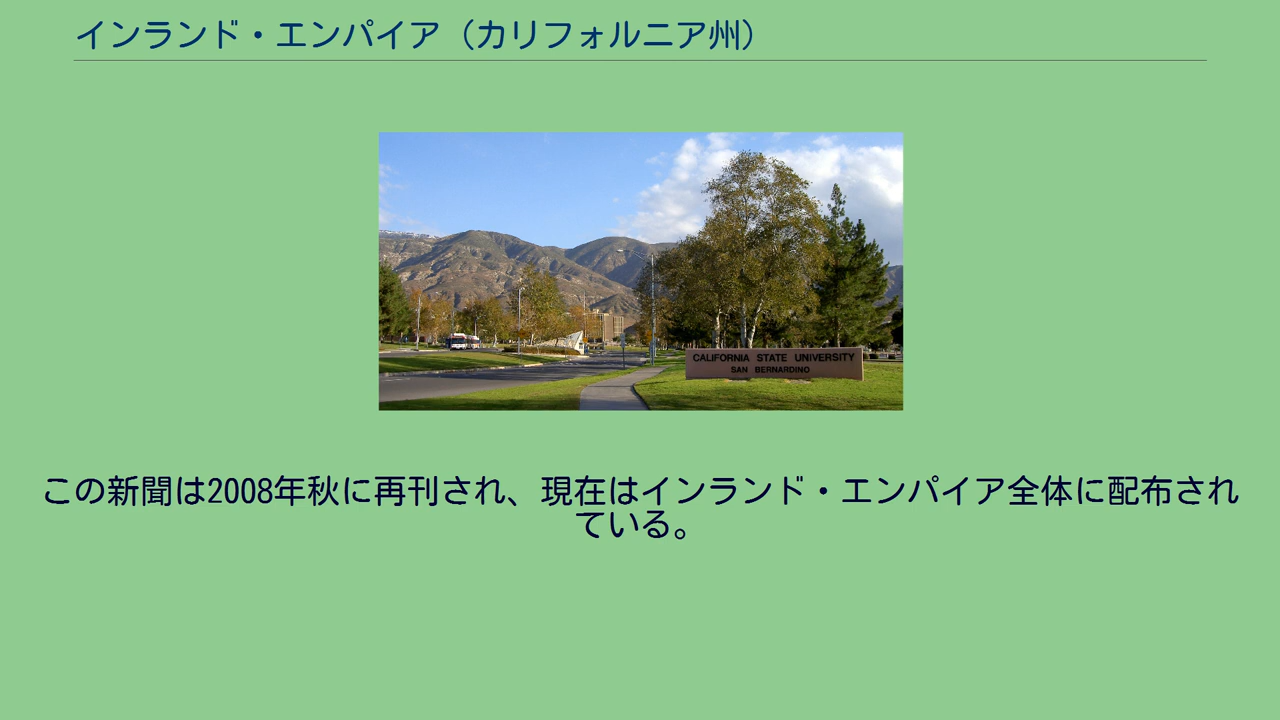 インランド・エンパイア（カリフォルニア州）
CALIFORNIA STATE UNIVERSITY
SAN BERNARDINO
この新聞は2008年秋に再刊され、現在はインランド・エンパイア全体に配布され
ている。